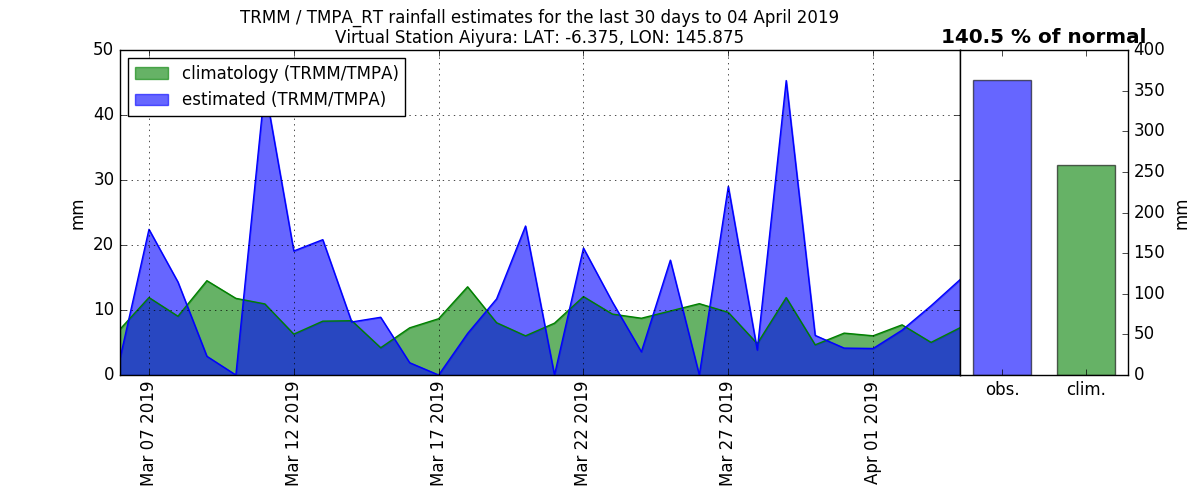 TRMM / TMPA_RT rainfall estimates for the last 30 days to 04 April 2019
Virtual Station Aiyura: LAT: -6.375, LON: 145.875
140.5 % of normal
climatology (TRMM/TMPA)
estimated (TRMM/TMPA)
50
40
30
20
10
0
mm
Mar 07 2019
Mar 12 2019
Mar 17 2019
Mar 22 2019
Mar 27 2019
Apr 01 2019
obs.
clim.
400
350
300
250
200
150
100
50
0
mm